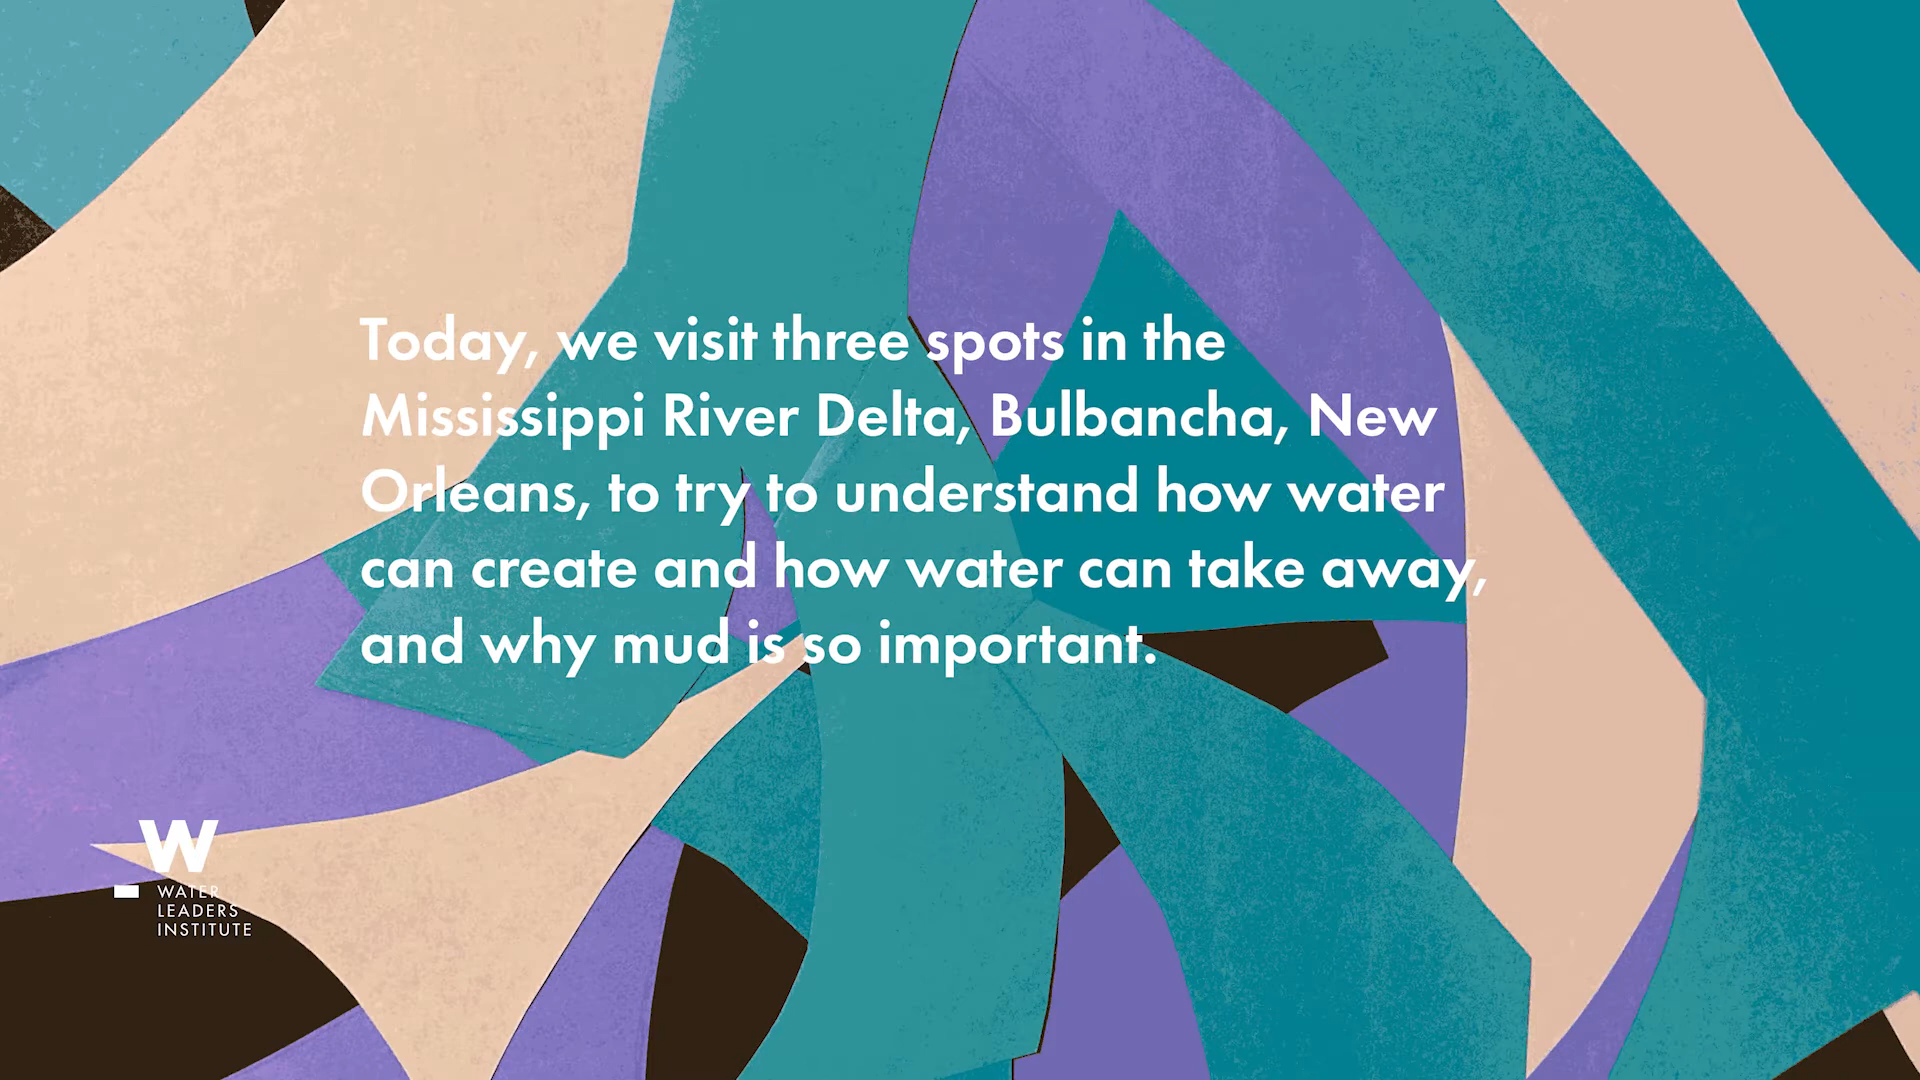 Today, we visit three spots in the
Mississippi River Delta, Bulbancha, New
Orleans, to try to understand how water
can create and how water can take away,
and why mud is so important.
W
WATER
LEADERS
INSTITUTE